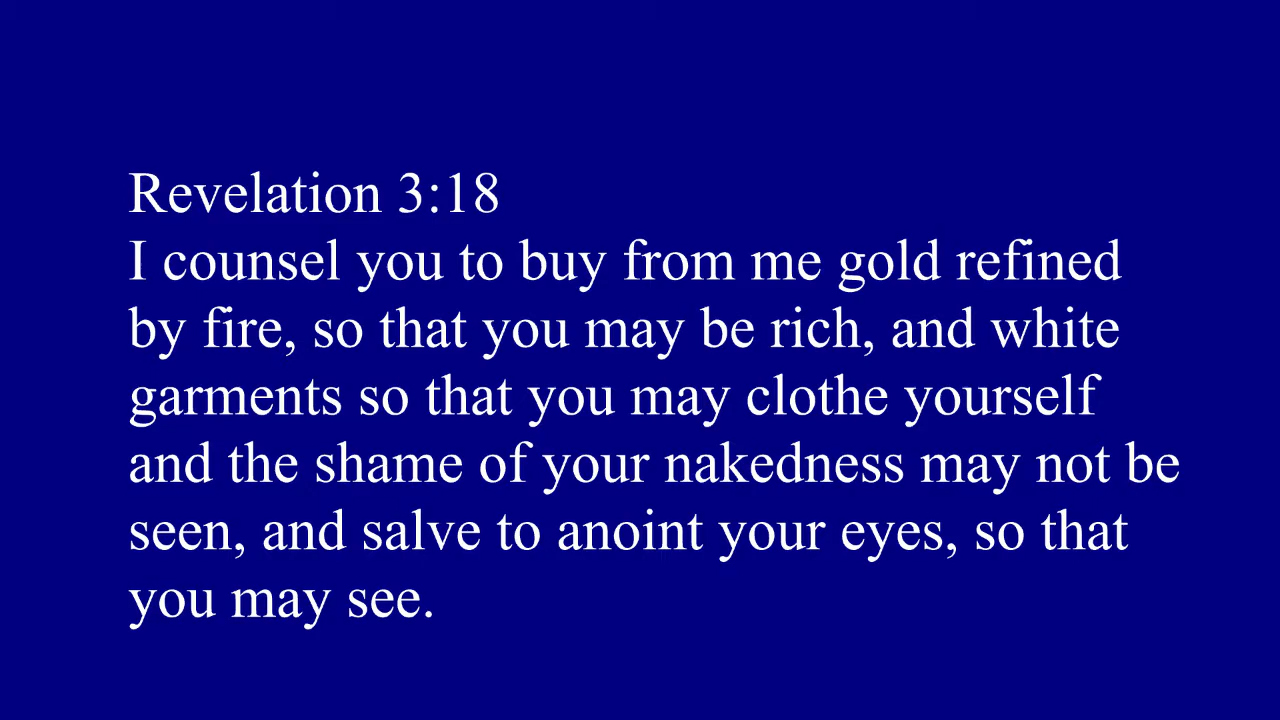 Revelation 3:18
I counsel you to buy from me gold refined
by fire, so that you may be rich, and white
garments so that you may clothe yourself
and the shame of your nakedness may not be
seen, and salve to anoint your eyes, so that
you may see.